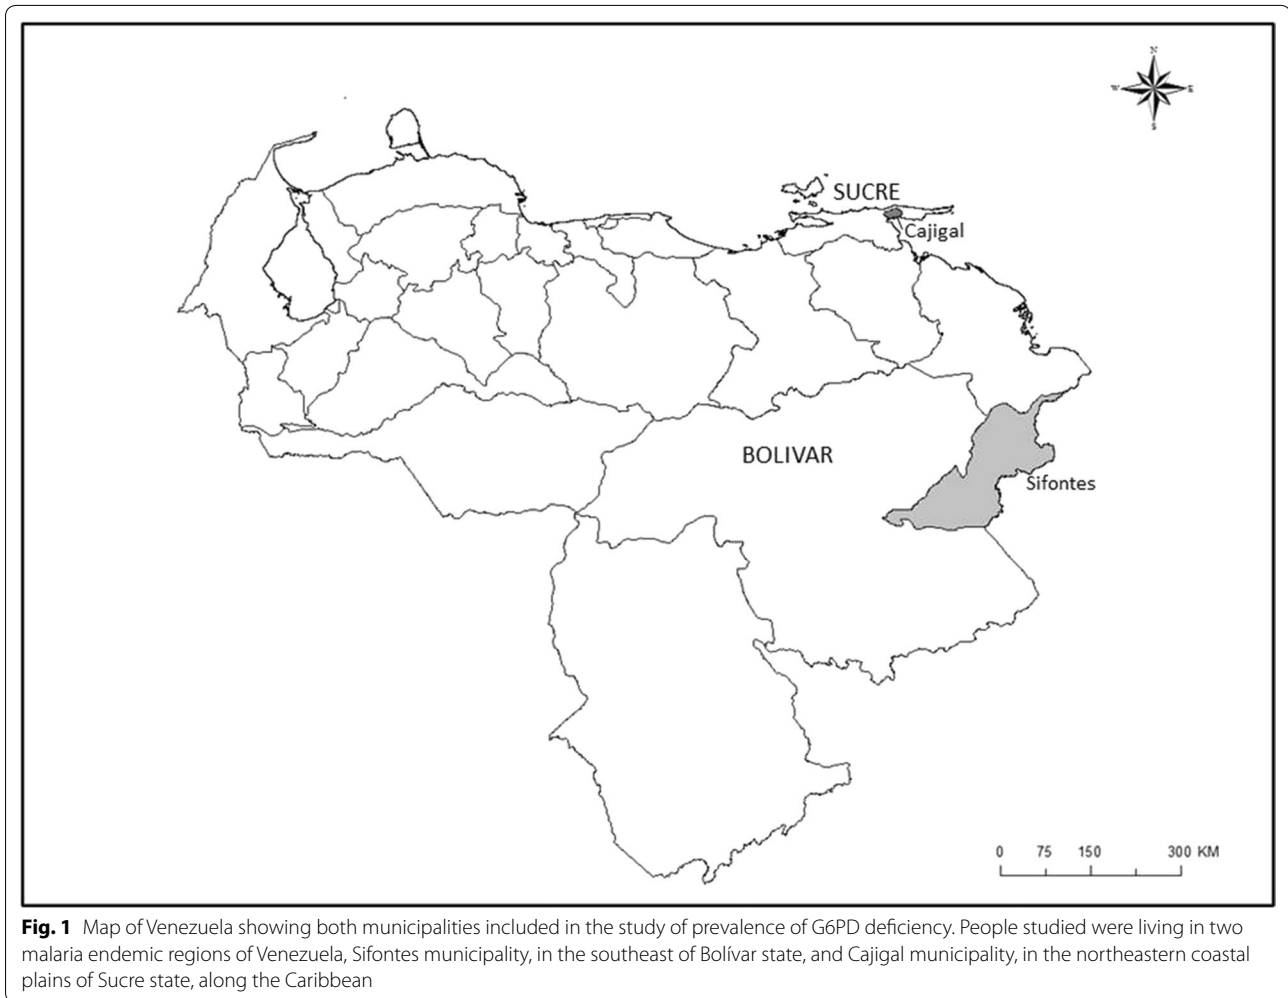 N
W E
S
SUCRE
Cajigal
BOLIVAR
Sifontes
0 75 150 300 KM
Fig. 1 Map of Venezuela showing both municipalities included in the study of prevalence of G6PD deficiency. People studied were living in two
malaria endemic regions of Venezuela, Sifontes municipality, in the southeast of Bolívar state, and Cajigal municipality, in the northeastern coastal
plains of Sucre state, along the Caribbean